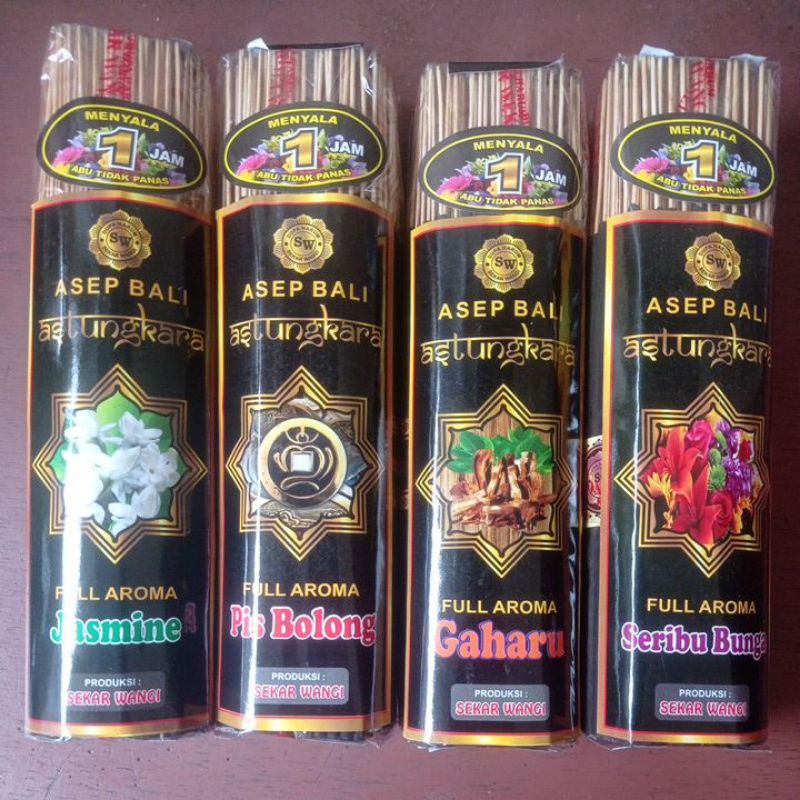 MENYALA
1 JAM
ABU TIDAK PANAS
SW
ASEP BALI
astungkara
FULL AROMA
Jasmine
PRODUKSI :
SEKAR WANGI
MENYALA
1 JAM
ABU TIDAK PANAS
SW
ASEP BALI
astungkara
FULL AROMA
Pis Bolong
PRODUKSI :
SEKAR WANGI
MENYALA
1 JAM
ABU TIDAK PANAS
SW
ASEP BALI
astungkara
FULL AROMA
Gaharu
PRODUKSI :
SEKAR WANGI
MENYALA
1 JAM
ABU TIDAK PANAS
SW
ASEP BALI
astungkara
FULL AROMA
Seribu Bunga
PRODUKSI :
SEKAR WANGI